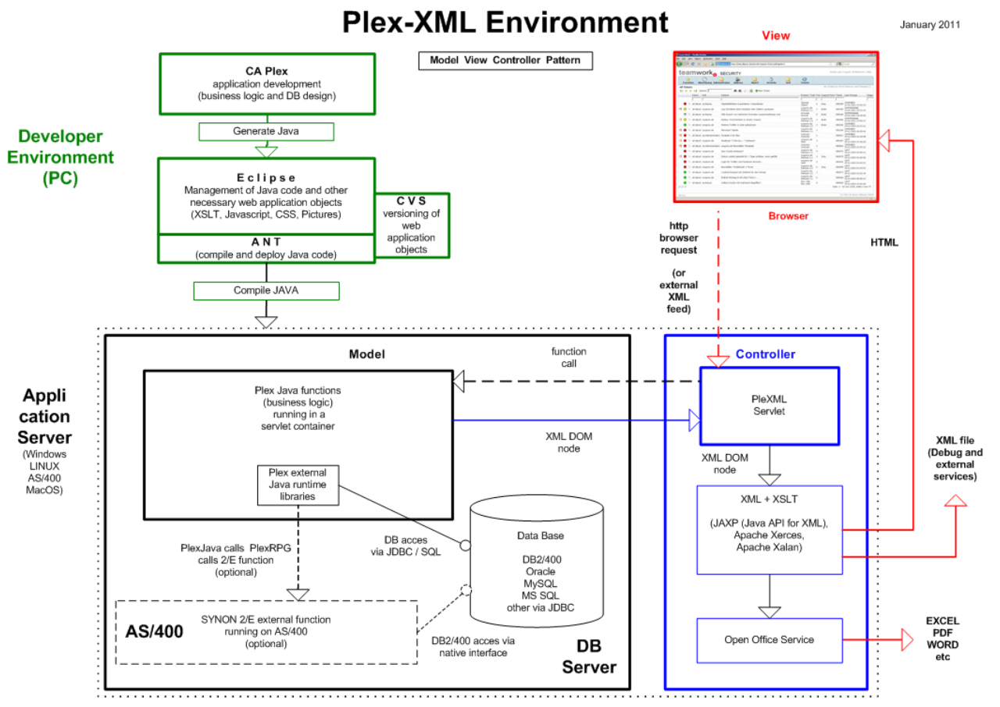 Plex-XML Environment
January 2011
Model View Controller Pattern
View
CA Plex
application development
(business logic and DB design)
Generate Java
Developer
Environment
(PC)
E c l i p s e
Management of Java code and other
necessary web application objects
(XSLT, Javascript, CSS, Pictures)
C V S
versioning of
web
application
objects
A N T
(compile and deploy Java code)
Compile JAVA
teamwork
SECURITY
Browser
http
browser
request
(or
external
XML
feed)
HTML
Appli
cation
Server
(Windows
LINUX
AS/400
MacOS)
Model
Plex Java functions
(business logic)
running in a
servlet container
Plex external
Java runtime
libraries
function
call
XML DOM
node
PlexJava calls PlexRPG
calls 2/E function
(optional)
DB acces
via JDBC / SQL
Data Base
DB2/400
Oracle
MySQL
MS SQL
other via JDBC
AS/400
SYNON 2/E external function
running on AS/400
(optional)
DB2/400 acces via
native interface
DB
Server
Controller
PleXML
Servlet
XML DOM
node
XML + XSLT
(JAXP (Java API for XML),
Apache Xerces,
Apache Xalan)
Open Office Service
XML file
(Debug and
external
services)
EXCEL
PDF
WORD
etc